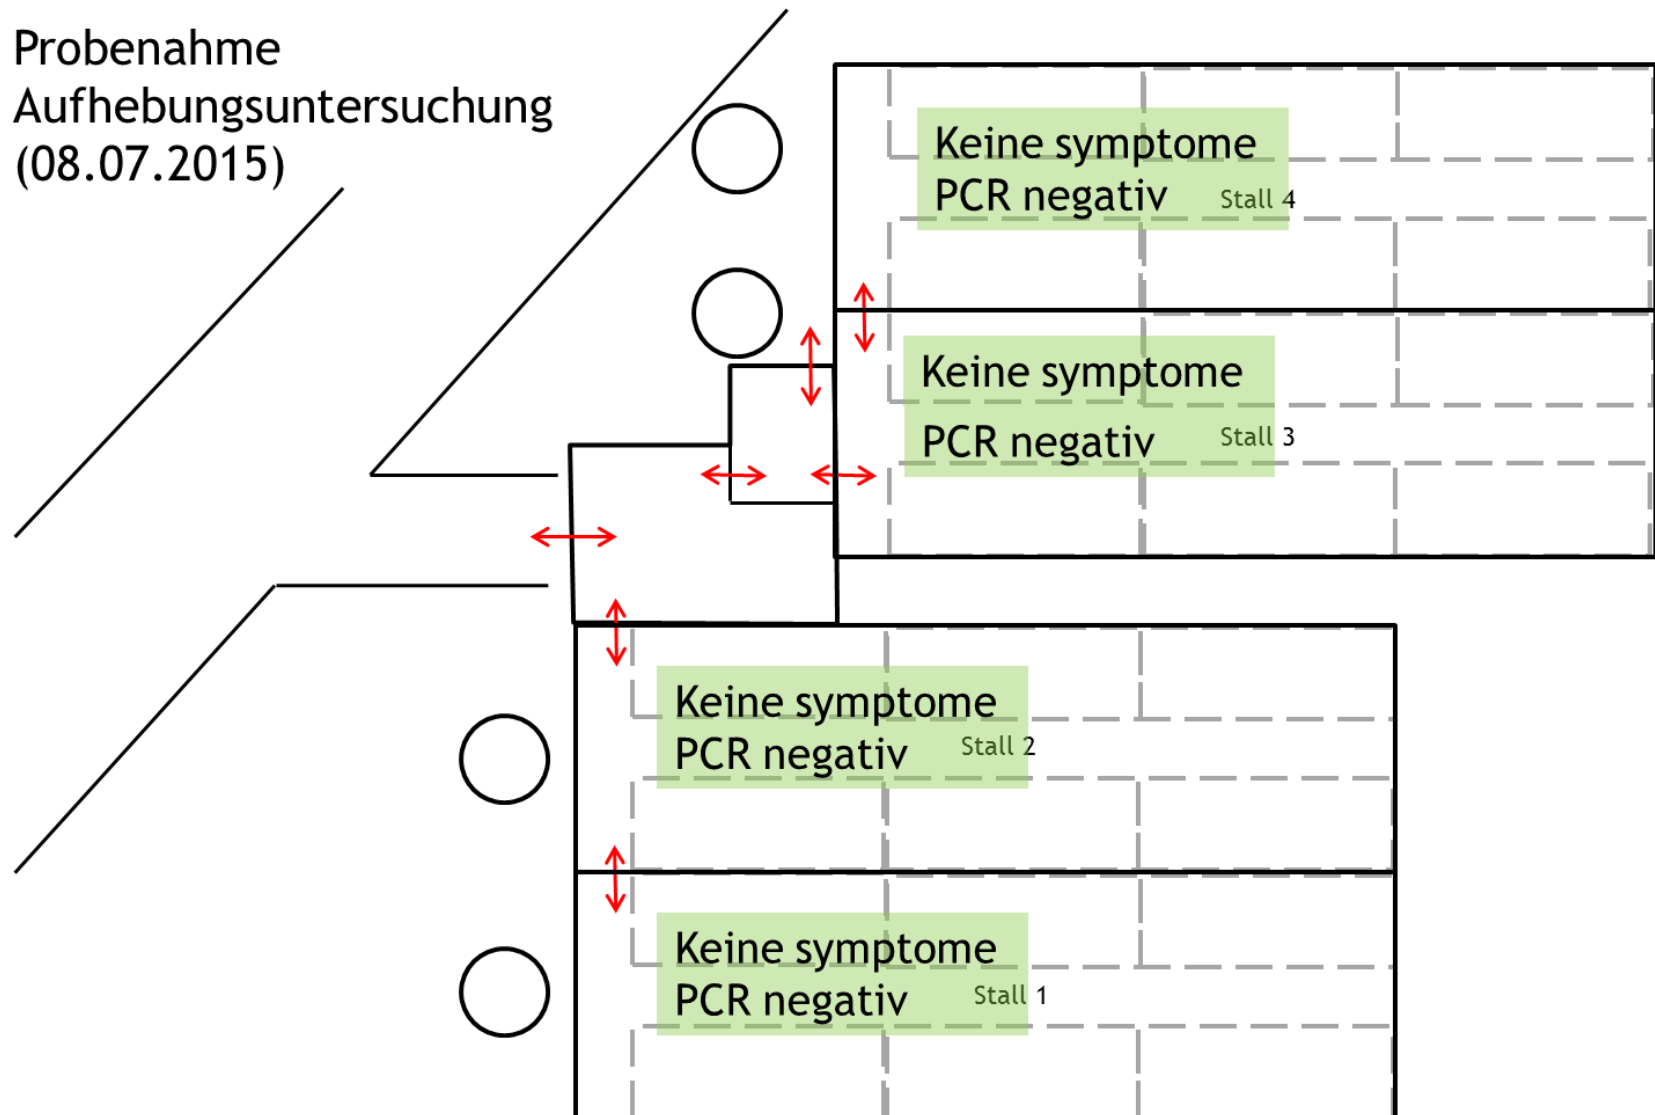 Probenahme
Aufhebungsuntersuchung
(08.07.2015)
Keine symptome
PCR negativ
Stall 4
Keine symptome
PCR negativ
Stall 3
Keine symptome
PCR negativ
Stall 2
Keine symptome
PCR negativ
Stall 1